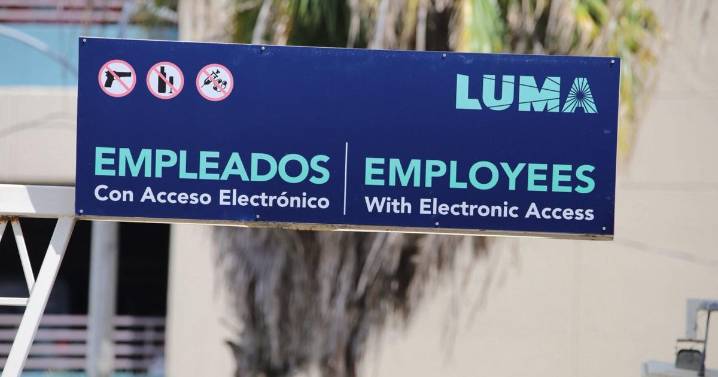 LUMA
EMPLEADOS
Con Acceso Electrónico
EMPLOYEES
With Electronic Access